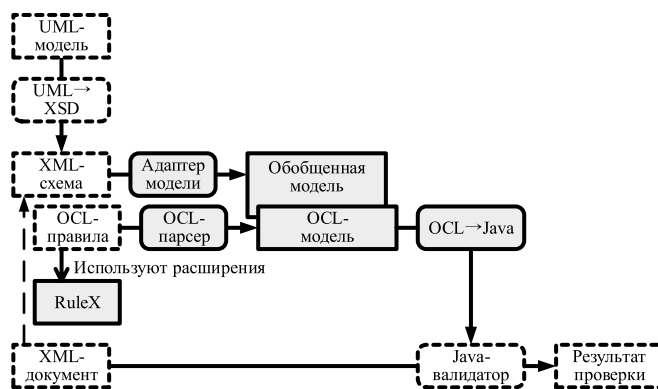 UML-
модель
UML→
XSD
XML-
схема
Адаптер
модели
Обобщенная
модель
OCL-
правила
OCL-
парсер
OCL-
модель
OCL→Java
Используют расширения
RuleX
XML-
документ
Java-
валидатор
Результат
проверки